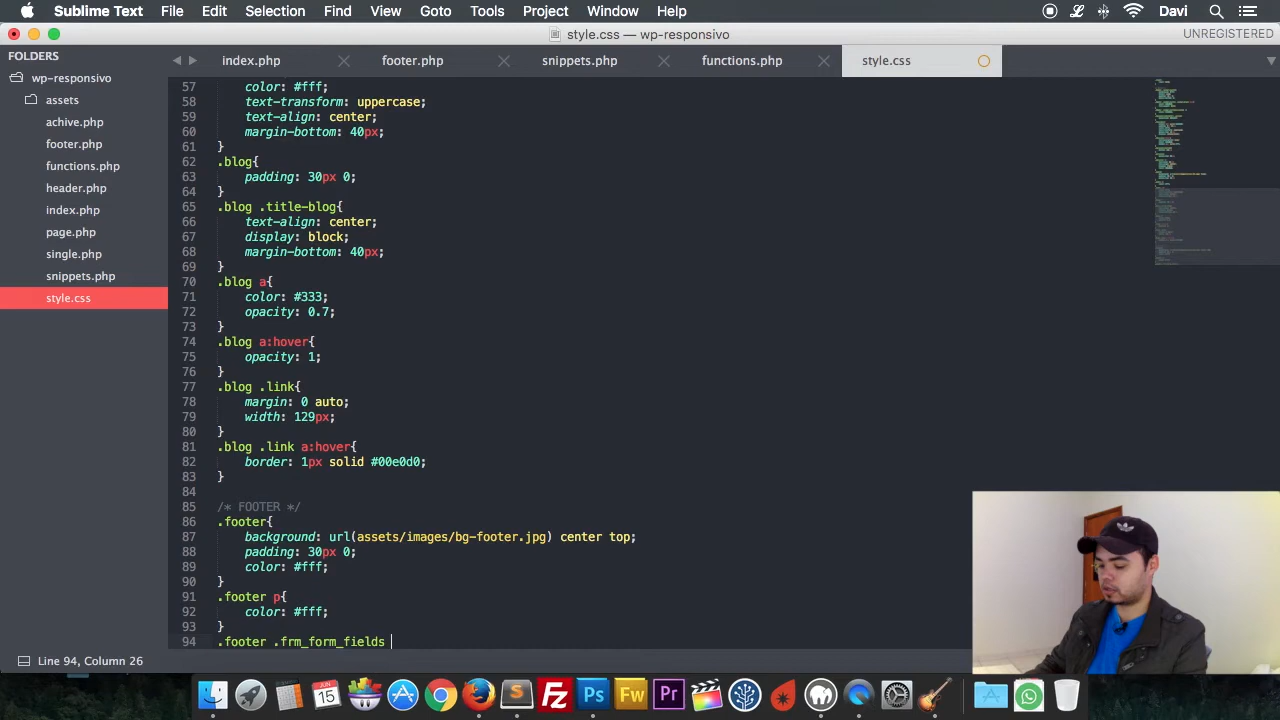 Sublime Text File Edit Selection Find View Goto Tools Project Window Help Davi
style.css — wp-responsivo UNREGISTERED
FOLDERS
wp-responsivo
assets
achive.php
footer.php
functions.php
header.php
index.php
page.php
single.php
snippets.php
style.css
index.php footer.php snippets.php functions.php style.css
57 color: #fff;
58 text-transform: uppercase;
59 text-align: center;
60 margin-bottom: 40px;
61 }
62 .blog{
63 padding: 30px 0;
64 }
65 .blog .title-blog{
66 text-align: center;
67 display: block;
68 margin-bottom: 40px;
69 }
70 .blog a{
71 color: #333;
72 opacity: 0.7;
73 }
74 .blog a:hover{
75 opacity: 1;
76 }
77 .blog .link{
78 margin: 0 auto;
79 width: 129px;
80 }
81 .blog .link a:hover{
82 border: 1px solid #00e0d0;
83 }
84
85 /* FOOTER */
86 .footer{
87 background: url(assets/images/bg-footer.jpg) center top;
88 padding: 30px 0;
89 color: #fff;
90 }
91 .footer p{
92 color: #fff;
93 }
94 .footer .frm_form_fields
Line 94, Column 26
JUN
15
S
Fz
Ps
Fw
Pr